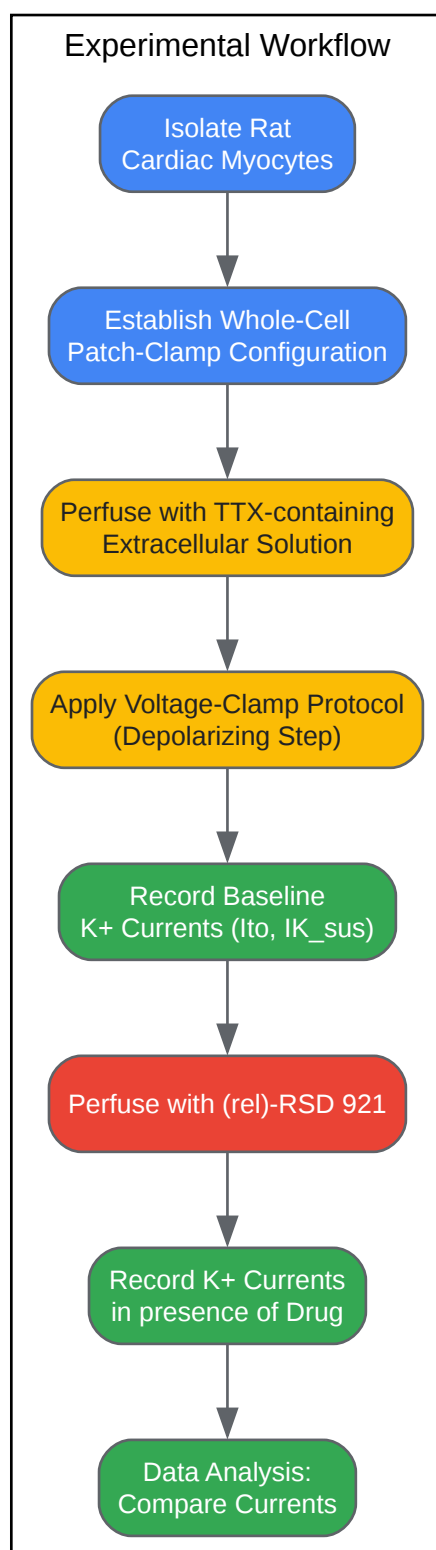 Experimental Workflow
Isolate Rat
Cardiac Myocytes
Establish Whole-Cell
Patch-Clamp Configuration
Perfuse with TTX-containing
Extracellular Solution
Apply Voltage-Clamp Protocol
(Depolarizing Step)
Record Baseline
K+ Currents (Ito, IK_sus)
Perfuse with (rel)-RSD 921
Record K+ Currents
in presence of Drug
Data Analysis:
Compare Currents